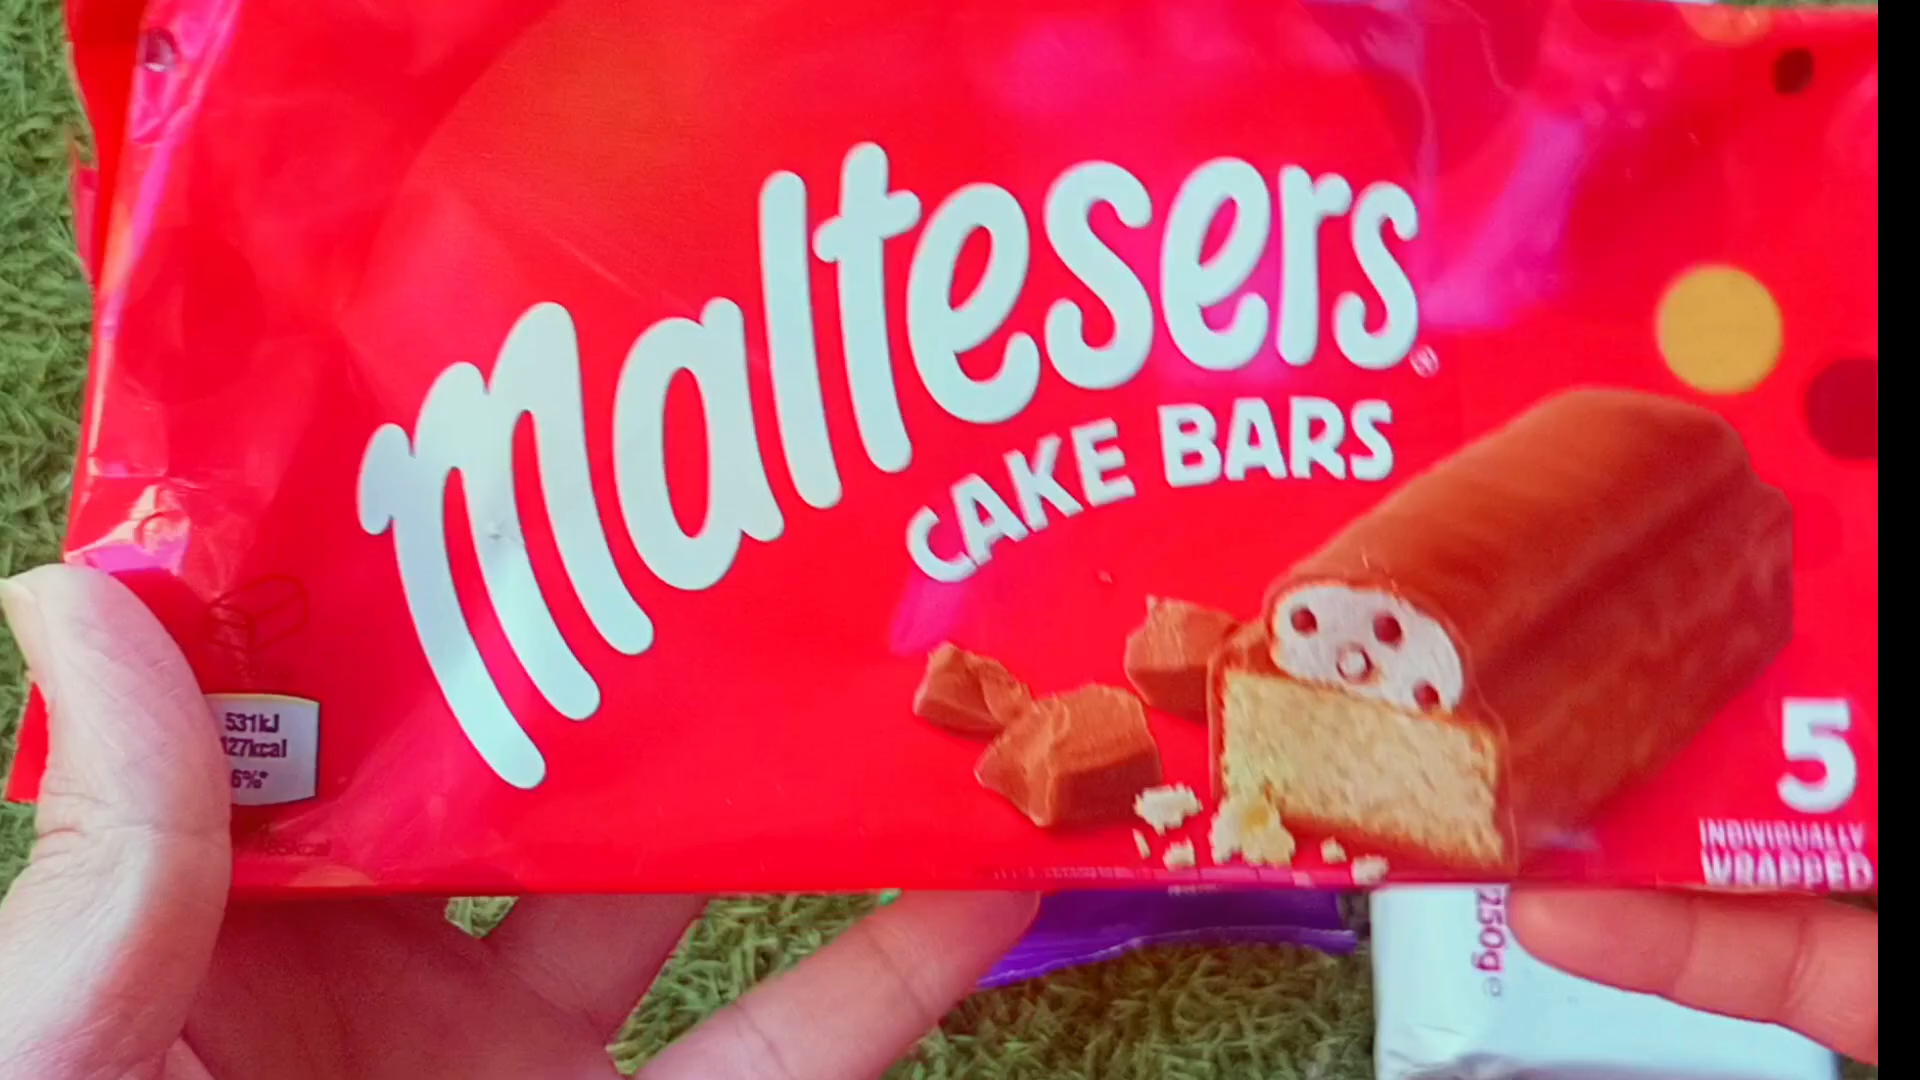 Maltesers®
CAKE BARS
531kJ
127kcal
6%*
5
INDIVIDUALLY
WRAPPED
250g e